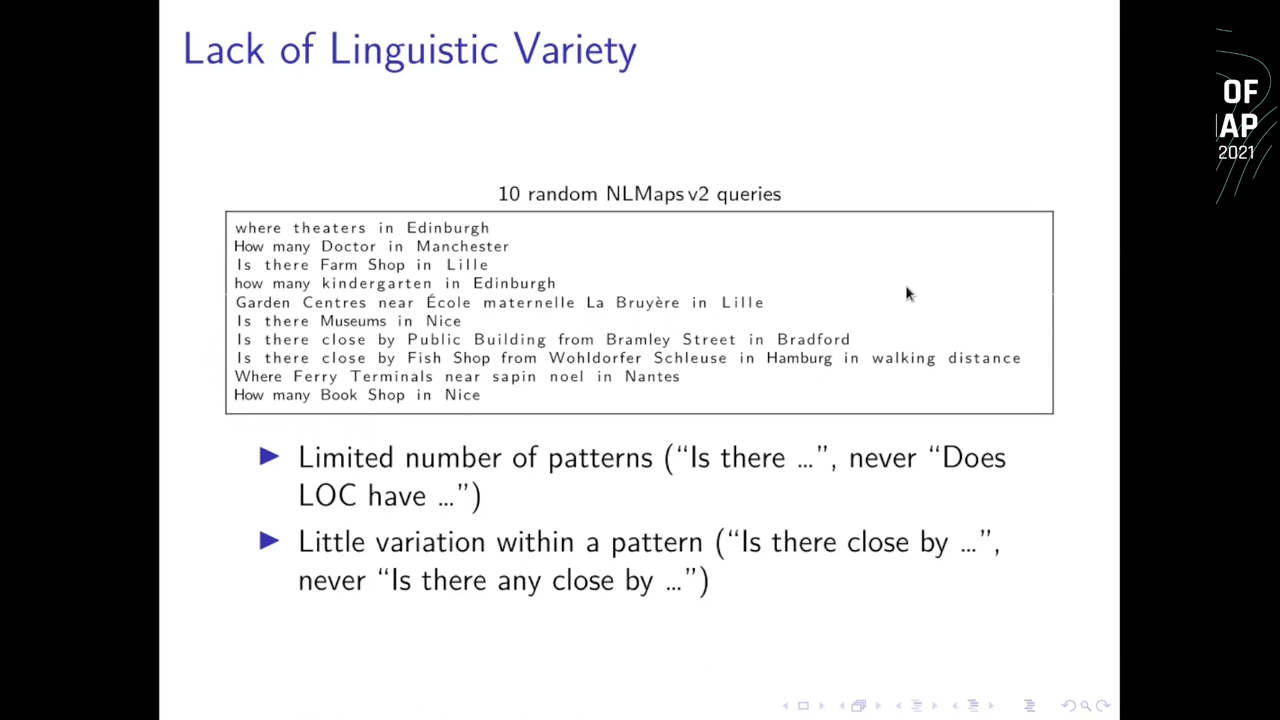 Lack of Linguistic Variety
OF
AP
2021
10 random NLMaps v2 queries
where theaters in Edinburgh
How many Doctor in Manchester
Is there Farm Shop in Lille
how many kindergarten in Edinburgh
Garden Centres near École maternelle La Bruyère in Lille
Is there Museums in Nice
Is there close by Public Building from Bramley Street in Bradford
Is there close by Fish Shop from Wohldorfer Schleuse in Hamburg in walking distance
Where Ferry Terminals near sapin noel in Nantes
How many Book Shop in Nice
Limited number of patterns (“Is there …”, never “Does
LOC have …”)
Little variation within a pattern (“Is there close by …”,
never “Is there any close by …”)